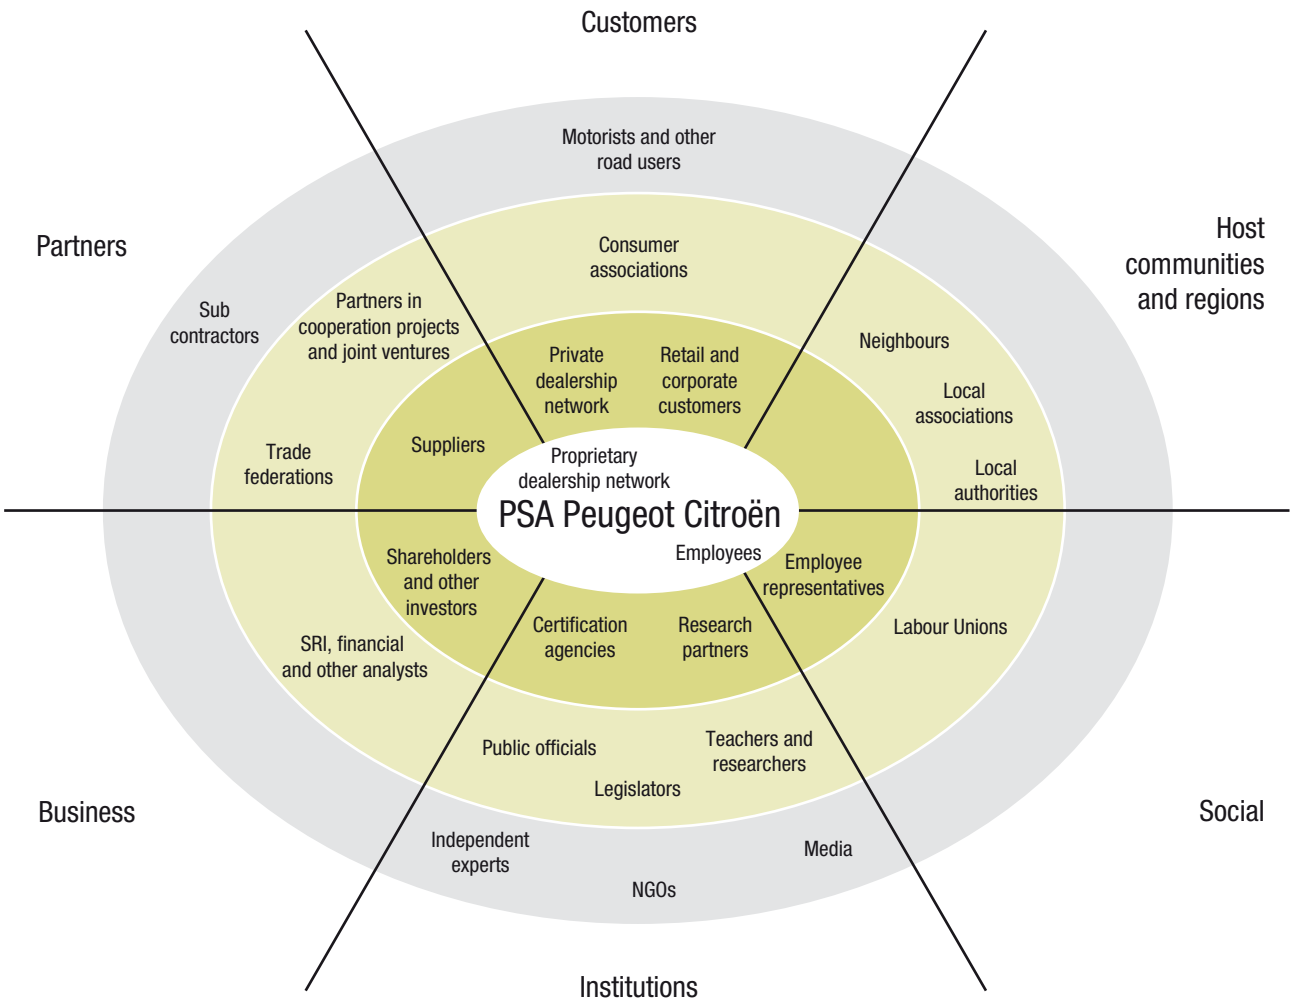 Customers
Motorists and other
road users
Partners
Host
communities
and regions
Consumer
associations
Sub
contractors
Partners in
cooperation projects
and joint ventures
Neighbours
Private
dealership
network
Retail and
corporate
customers
Local
associations
Suppliers
Trade
federations
Proprietary
dealership network
Local
authorities
PSA Peugeot Citroën
Employees
Shareholders
and other
investors
Employee
representatives
Certification
agencies
Research
partners
Labour Unions
SRI, financial
and other analysts
Public officials
Teachers and
researchers
Legislators
Business
Social
Independent
experts
Media
NGOs
Institutions